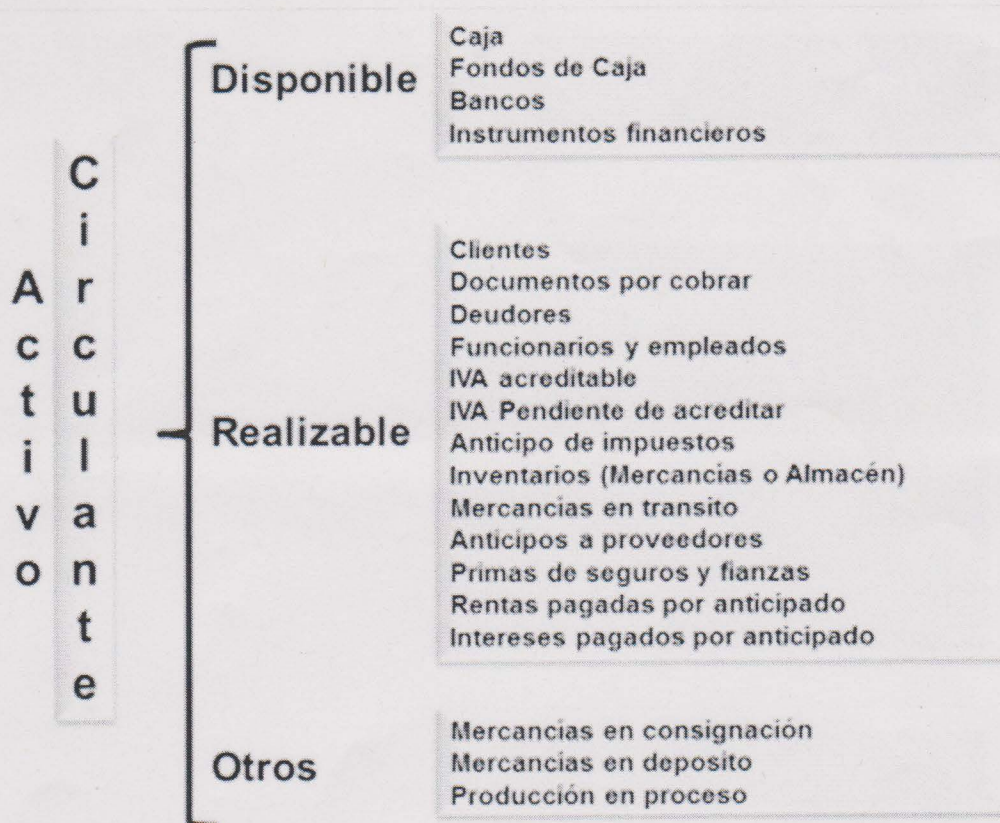 Activo
Circulante
Disponible
Caja
Fondos de Caja
Bancos
Instrumentos financieros
Realizable
Clientes
Documentos por cobrar
Deudores
Funcionarios y empleados
IVA acreditable
IVA Pendiente de acreditar
Anticipo de impuestos
Inventarios (Mercancias o Almacén)
Mercancias en transito
Anticipos a proveedores
Primas de seguros y fianzas
Rentas pagadas por anticipado
Intereses pagados por anticipado
Otros
Mercancias en consignación
Mercancias en deposito
Producción en proceso